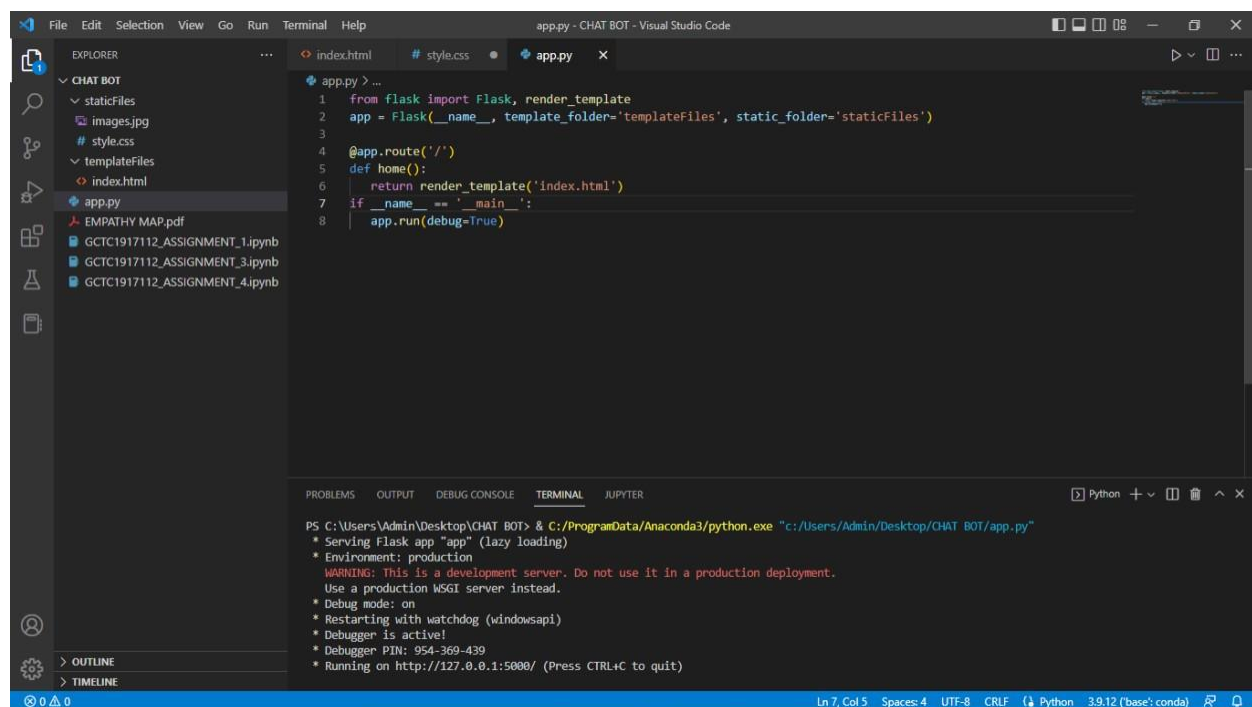 File Edit Selection View Go Run Terminal Help
app.py - CHAT BOT - Visual Studio Code
EXPLORER
CHAT BOT
staticFiles
images.jpg
# style.css
templateFiles
index.html
app.py
EMPATHY MAP.pdf
GCTC1917112_ASSIGNMENT_1.ipynb
GCTC1917112_ASSIGNMENT_3.ipynb
GCTC1917112_ASSIGNMENT_4.ipynb
OUTLINE
TIMELINE
index.html # style.css app.py
app.py > ...
1 from flask import Flask, render_template
2 app = Flask(__name__, template_folder='templateFiles', static_folder='staticFiles')
3
4 @app.route('/')
5 def home():
6 return render_template('index.html')
7 if __name__ == '__main__':
8 app.run(debug=True)
PROBLEMS OUTPUT DEBUG CONSOLE TERMINAL JUPYTER
Python
PS C:\Users\Admin\Desktop\CHAT BOT> & C:/ProgramData/Anaconda3/python.exe "c:/Users/Admin/Desktop/CHAT BOT/app.py"
* Serving Flask app "app" (lazy loading)
* Environment: production
WARNING: This is a development server. Do not use it in a production deployment.
Use a production WSGI server instead.
* Debug mode: on
* Restarting with watchdog (windowsapi)
* Debugger is active!
* Debugger PIN: 954-369-439
* Running on http://127.0.0.1:5000/ (Press CTRL+C to quit)
0 0
Ln 7, Col 5 Spaces: 4 UTF-8 CRLF Python 3.9.12 ('base': conda)